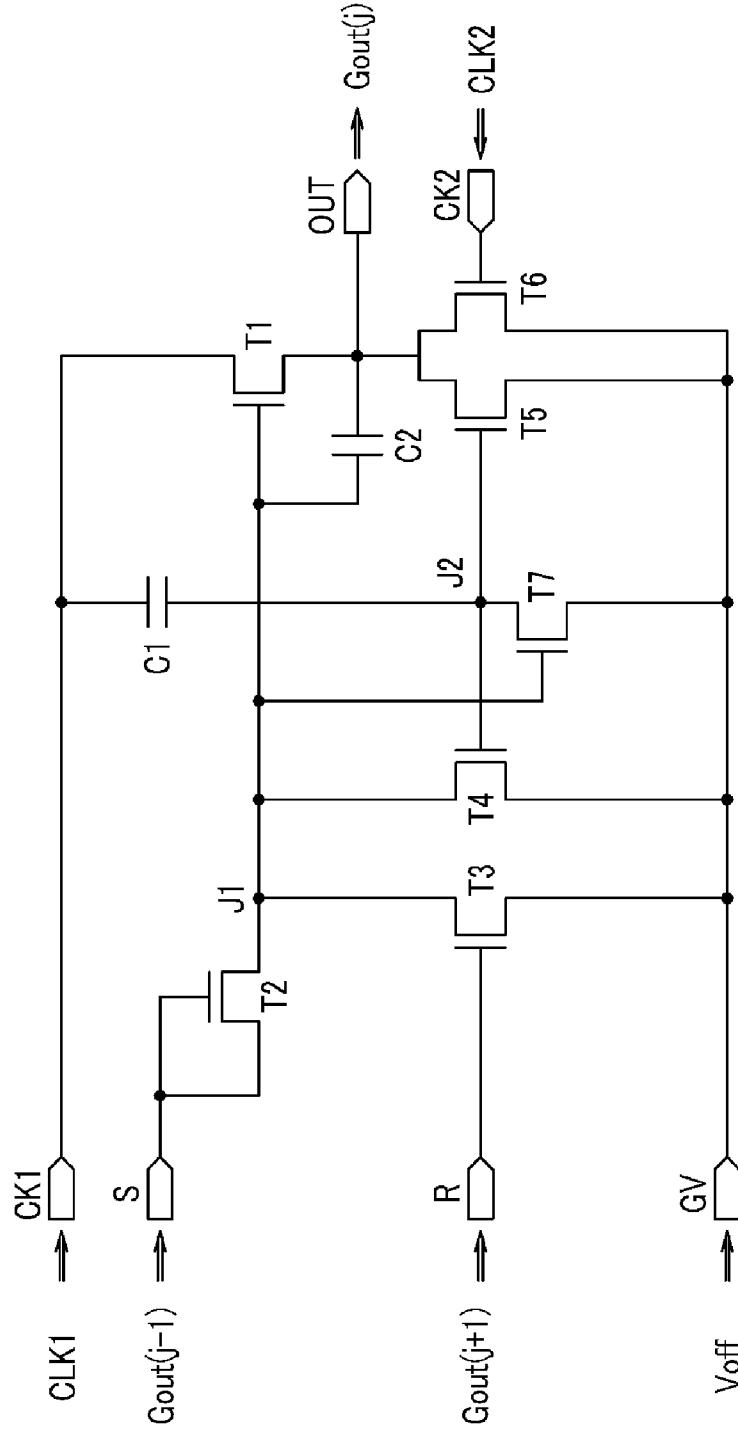 CLK1
CK1
Gout(j-1)
S
T2
J1
C1
T1
C2
OUT
Gout(j)
J2
CK2
CLK2
Gout(j+1)
R
T3
T4
T7
T5
T6
Voff
GV